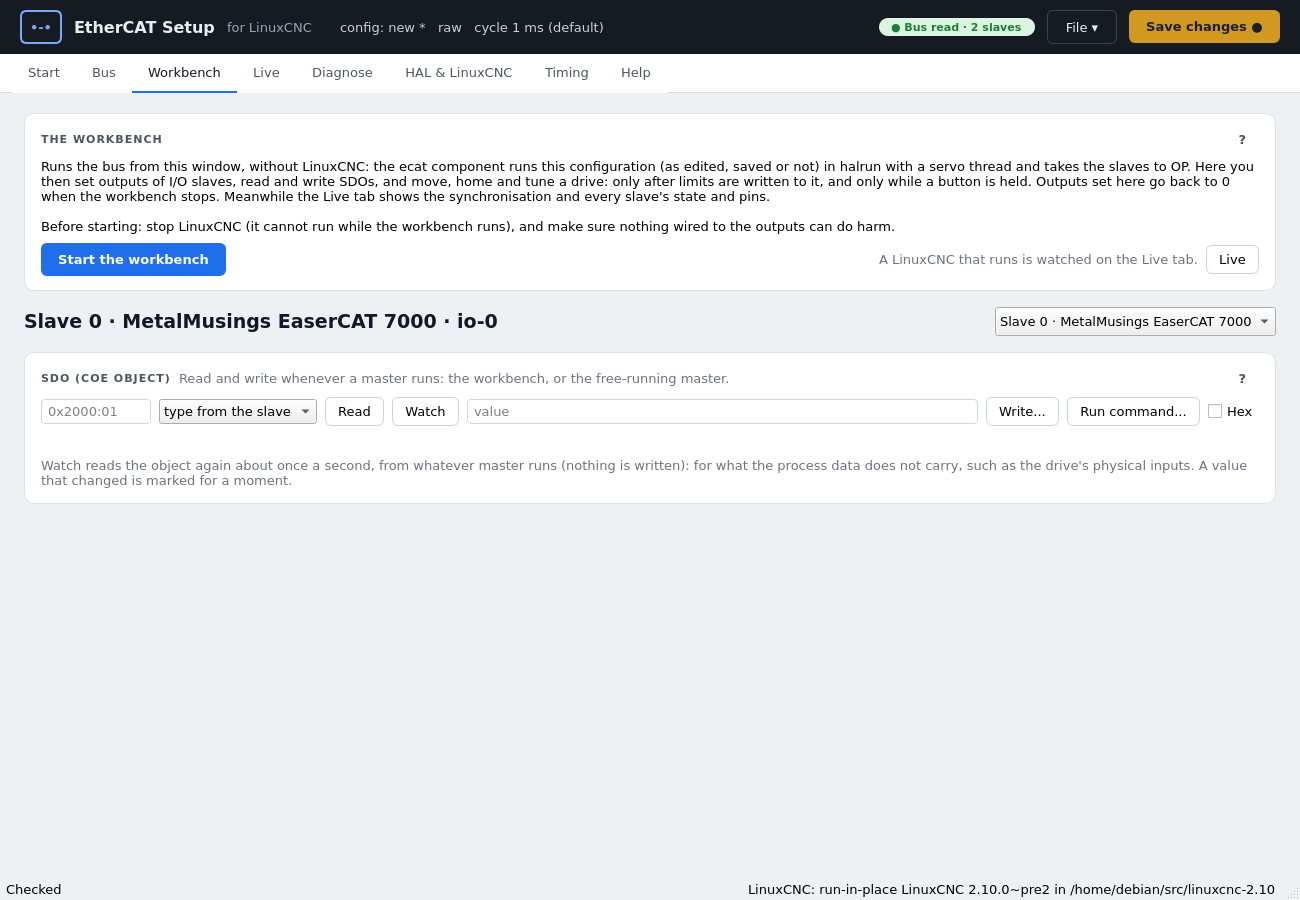 EtherCAT Setup for LinuxCNC config: new * raw cycle 1 ms (default) ● Bus read · 2 slaves File ▾ Save changes ●
Start Bus Workbench Live Diagnose HAL & LinuxCNC Timing Help
THE WORKBENCH ?
Runs the bus from this window, without LinuxCNC: the ecat component runs this configuration (as edited, saved or not) in halrun with a servo thread and takes the slaves to OP. Here you
then set outputs of I/O slaves, read and write SDOs, and move, home and tune a drive: only after limits are written to it, and only while a button is held. Outputs set here go back to 0
when the workbench stops. Meanwhile the Live tab shows the synchronisation and every slave's state and pins.
Before starting: stop LinuxCNC (it cannot run while the workbench runs), and make sure nothing wired to the outputs can do harm.
Start the workbench A LinuxCNC that runs is watched on the Live tab. Live
Slave 0 · MetalMusings EaserCAT 7000 · io-0 Slave 0 · MetalMusings EaserCAT 7000
SDO (COE OBJECT) Read and write whenever a master runs: the workbench, or the free-running master. ?
0x2000:01 type from the slave Read Watch value Write... Run command... Hex
Watch reads the object again about once a second, from whatever master runs (nothing is written): for what the process data does not carry, such as the drive's physical inputs. A value
that changed is marked for a moment.
Checked LinuxCNC: run-in-place LinuxCNC 2.10.0~pre2 in /home/debian/src/linuxcnc-2.10